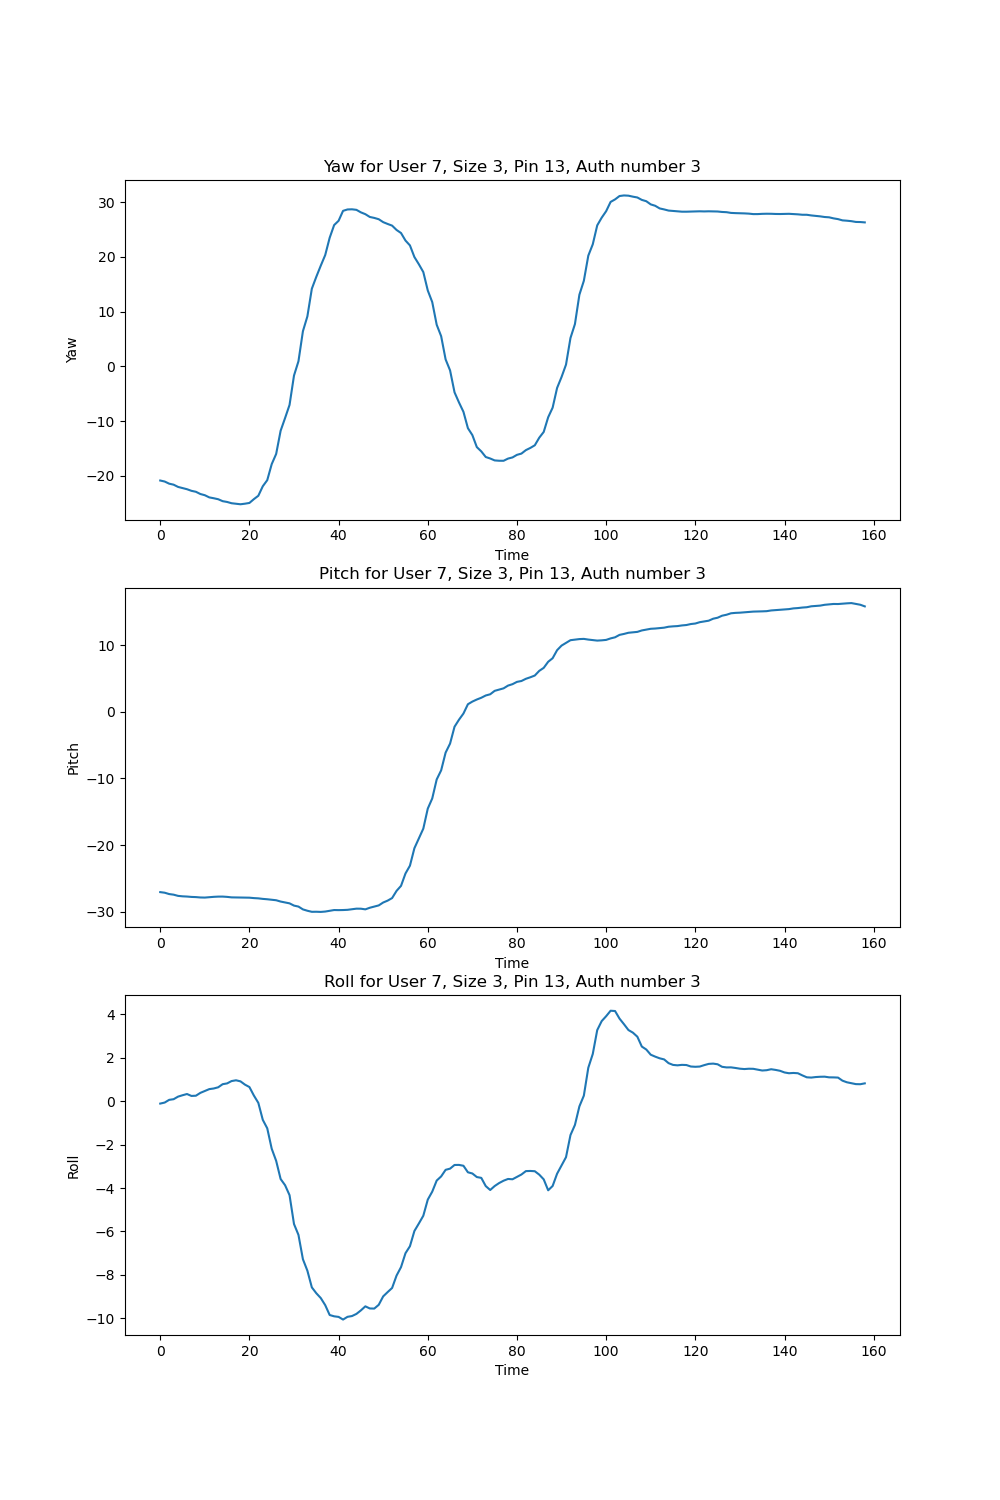 Yaw for User 7, Size 3, Pin 13, Auth number 3
30
20
10
0
−10
−20
Yaw
0 20 40 60 80 100 120 140 160
Time
Pitch for User 7, Size 3, Pin 13, Auth number 3
10
0
−10
−20
−30
Pitch
0 20 40 60 80 100 120 140 160
Time
Roll for User 7, Size 3, Pin 13, Auth number 3
4
2
0
−2
−4
−6
−8
−10
Roll
0 20 40 60 80 100 120 140 160
Time